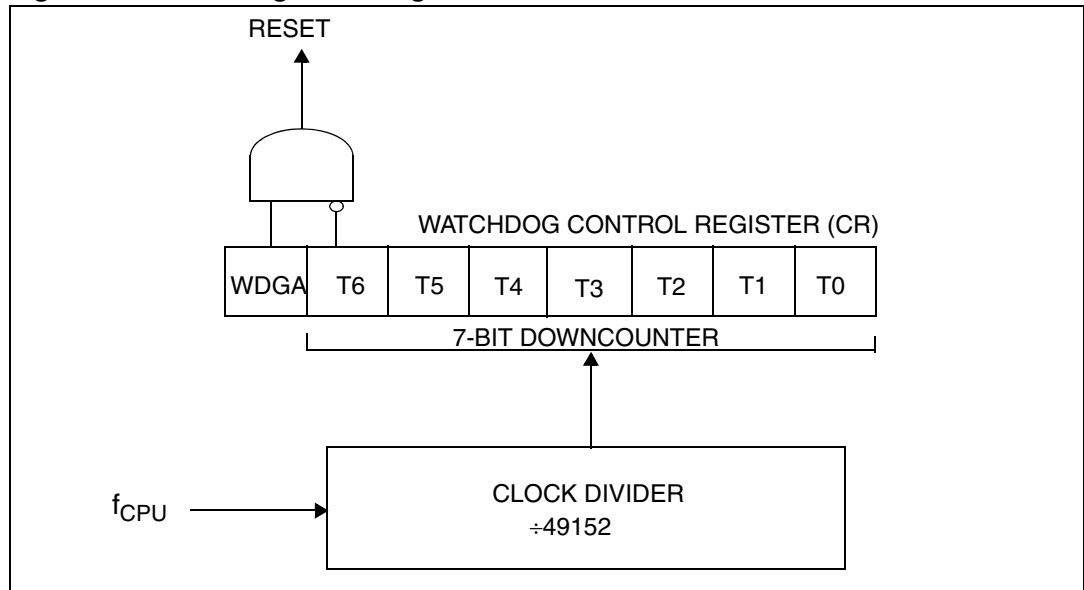 RESET
WATCHDOG CONTROL REGISTER (CR)
WDGA T6 T5 T4 T3 T2 T1 T0
7-BIT DOWNCOUNTER
fCPU
CLOCK DIVIDER
÷49152